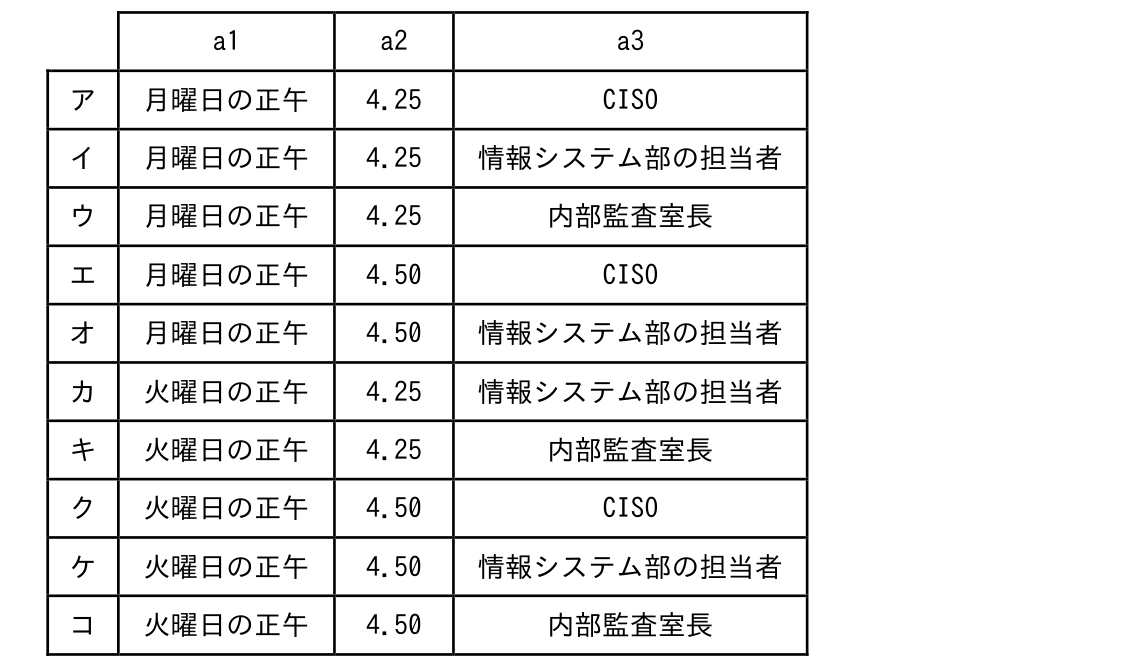 a1 a2 a3
ア 月曜日の正午 4.25 CISO
イ 月曜日の正午 4.25 情報システム部の担当者
ウ 月曜日の正午 4.25 内部監査室長
エ 月曜日の正午 4.50 CISO
オ 月曜日の正午 4.50 情報システム部の担当者
カ 火曜日の正午 4.25 情報システム部の担当者
キ 火曜日の正午 4.25 内部監査室長
ク 火曜日の正午 4.50 CISO
ケ 火曜日の正午 4.50 情報システム部の担当者
コ 火曜日の正午 4.50 内部監査室長